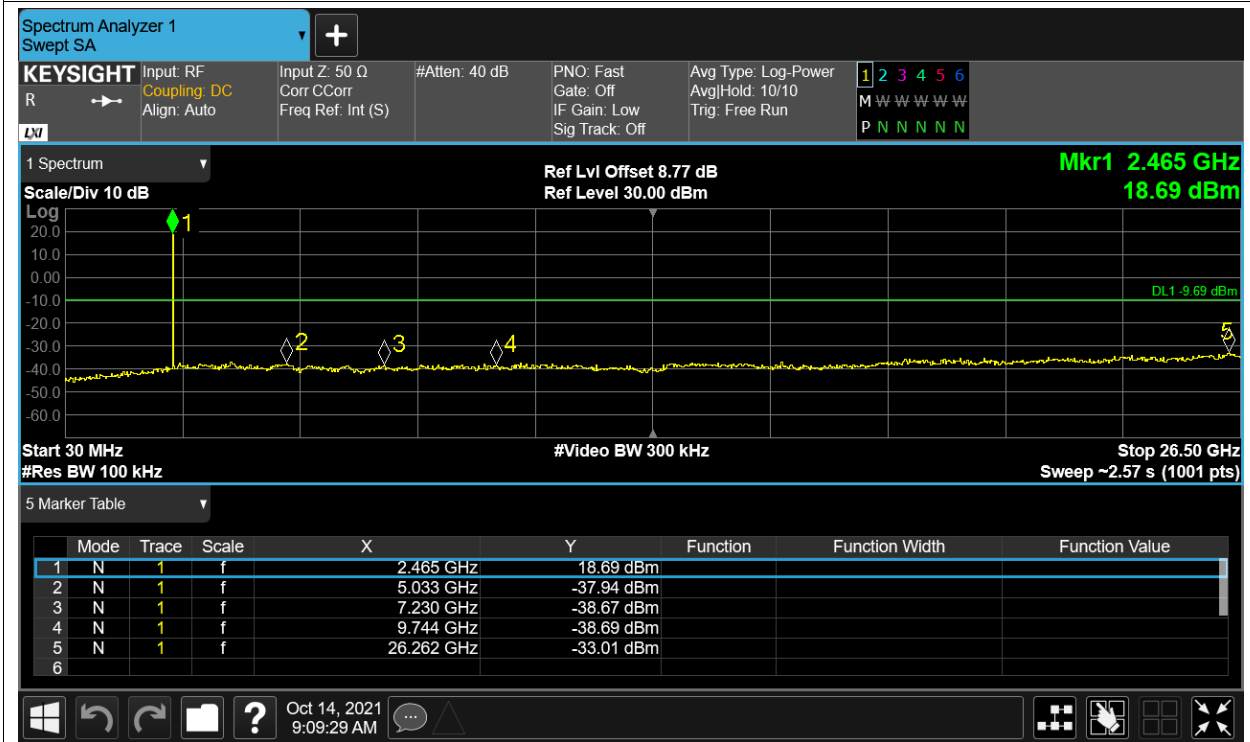 Spectrum Analyzer 1
Swept SA
+
KEYSIGHT
R
LXI
Input: RF
Coupling: DC
Align: Auto
Input Z: 50 Ω
Corr CCorr
Freq Ref: Int (S)
#Atten: 40 dB
PNO: Fast
Gate: Off
IF Gain: Low
Sig Track: Off
Avg Type: Log-Power
Avg|Hold: 10/10
Trig: Free Run
1 2 3 4 5 6
M W W W W W
P N N N N N
1 Spectrum
Scale/Div 10 dB
Ref Lvl Offset 8.77 dB
Ref Level 30.00 dBm
Mkr1 2.465 GHz
18.69 dBm
Log
20.0
10.0
0.00
-10.0
-20.0
-30.0
-40.0
-50.0
-60.0
1
2
3
4
5
DL1 -9.69 dBm
Start 30 MHz
#Video BW 300 kHz
Stop 26.50 GHz
#Res BW 100 kHz
Sweep ~2.57 s (1001 pts)
5 Marker Table
Mode Trace Scale X Y Function Function Width Function Value
1 N 1 f 2.465 GHz 18.69 dBm
2 N 1 f 5.033 GHz -37.94 dBm
3 N 1 f 7.230 GHz -38.67 dBm
4 N 1 f 9.744 GHz -38.69 dBm
5 N 1 f 26.262 GHz -33.01 dBm
6
?
Oct 14, 2021
9:09:29 AM